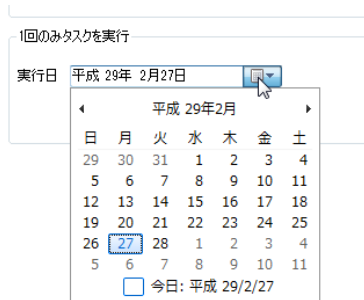 1回のみタスクを実行
実行日 平成 29年 2月27日
平成 29年2月
日 月 火 水 木 金 土
29 30 31 1 2 3 4
5 6 7 8 9 10 11
12 13 14 15 16 17 18
19 20 21 22 23 24 25
26 27 28 1 2 3 4
5 6 7 8 9 10 11
今日: 平成 29/2/27